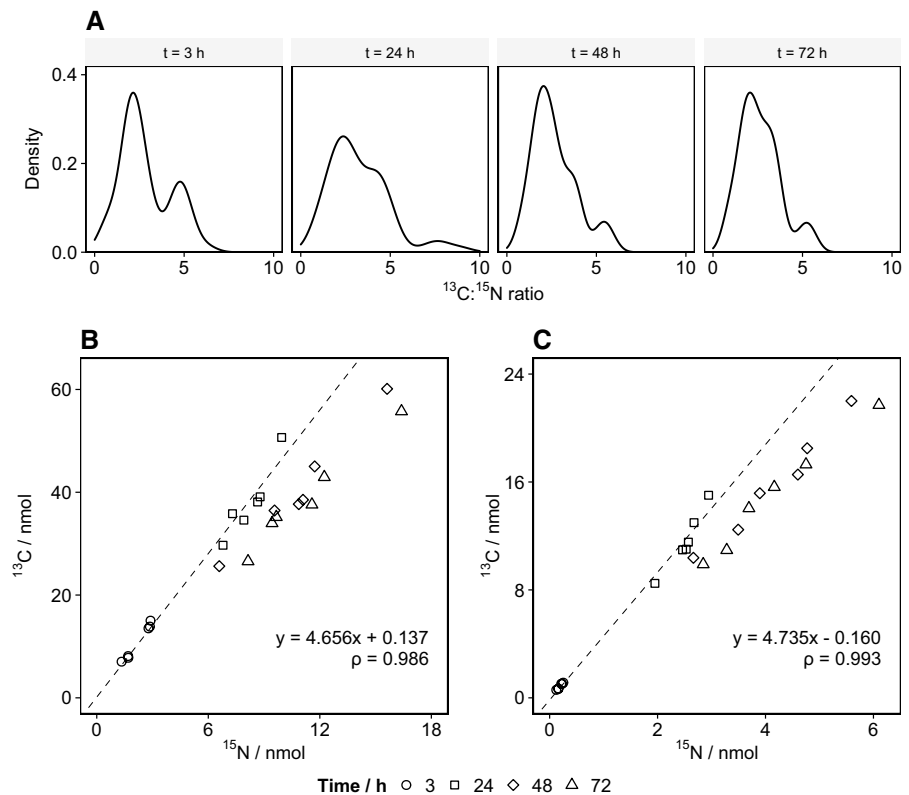 A
t = 3 h t = 24 h t = 48 h t = 72 h
0.4
0.2
0.0
Density
0 5 10 0 5 10 0 5 10 0 5 10
¹³C:¹⁵N ratio
B
60
40
20
0
¹³C / nmol
y = 4.656x + 0.137
ρ = 0.986
0 6 12 18
¹⁵N / nmol
C
24
16
8
0
¹³C / nmol
y = 4.735x - 0.160
ρ = 0.993
0 2 4 6
¹⁵N / nmol
Time / h 3 24 48 72